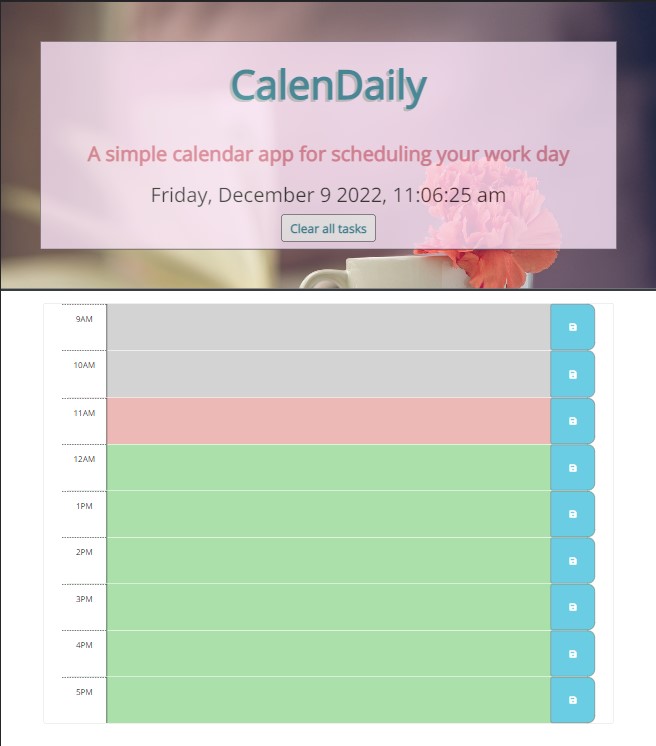 CalenDaily
A simple calendar app for scheduling your work day
Friday, December 9 2022, 11:06:25 am
Clear all tasks
9AM
10AM
11AM
12AM
1PM
2PM
3PM
4PM
5PM